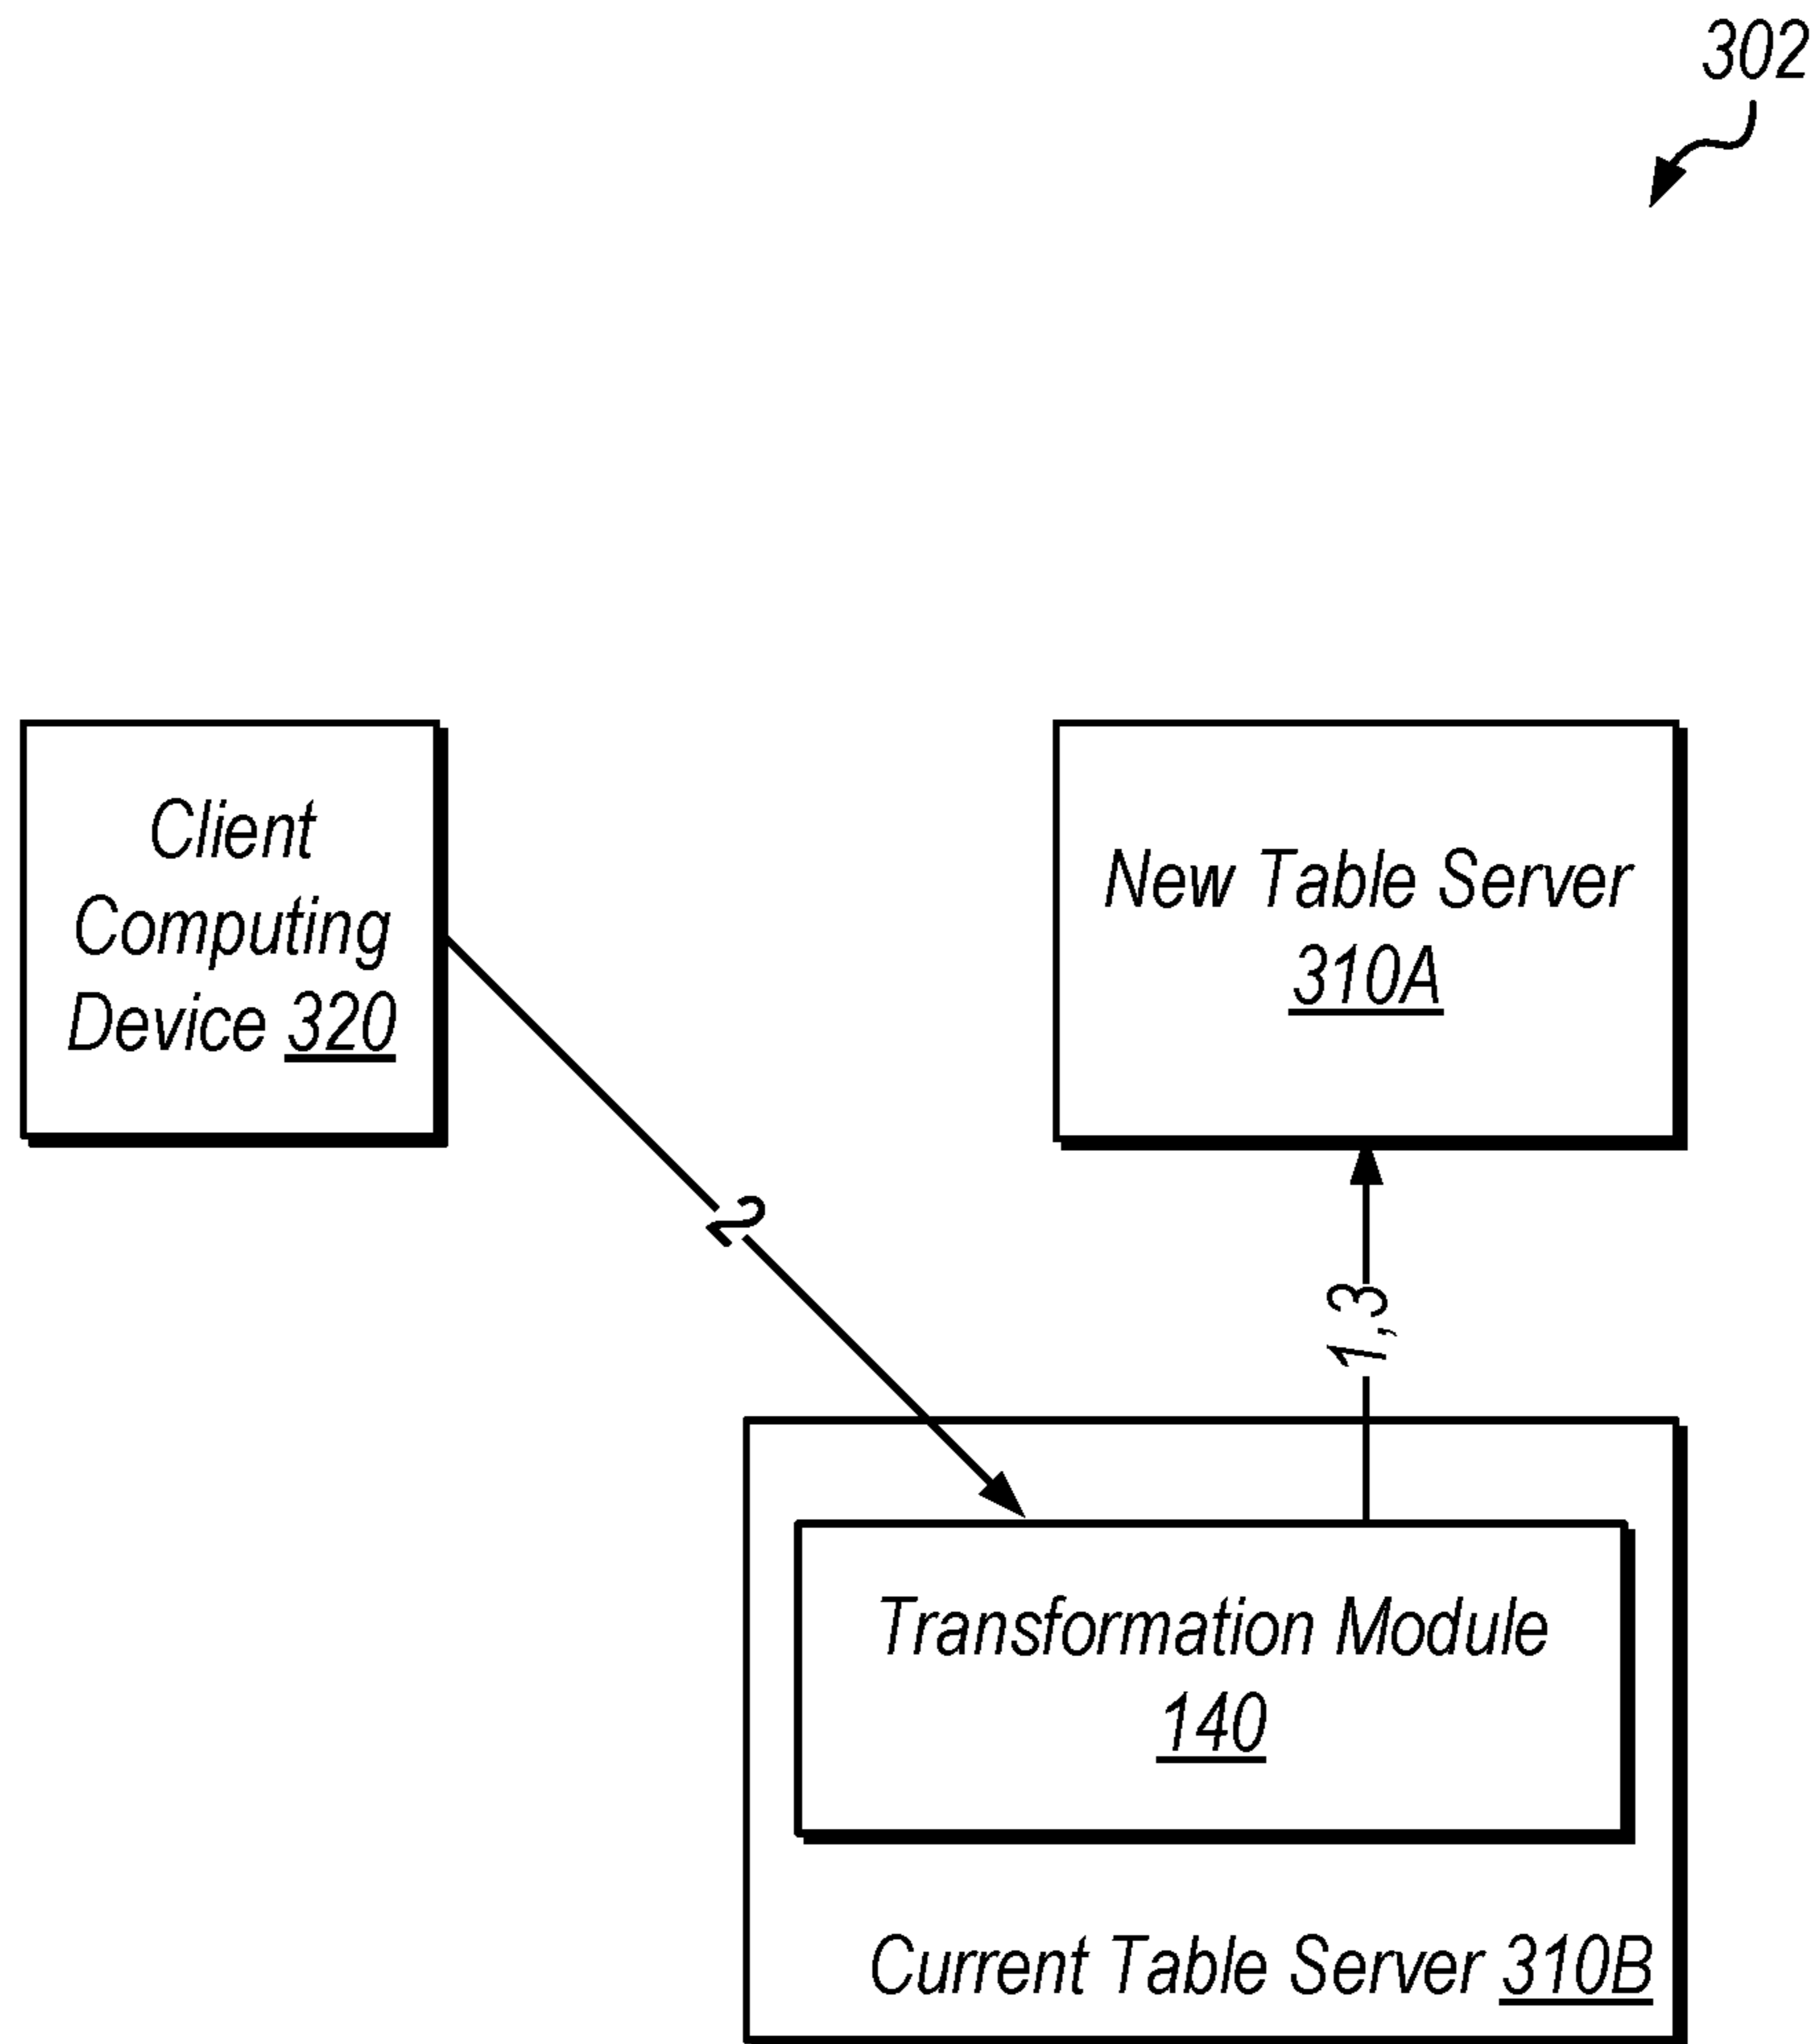 302
Client
Computing
Device 320
New Table Server
310A
2
1,3
Transformation Module
140
Current Table Server 310B